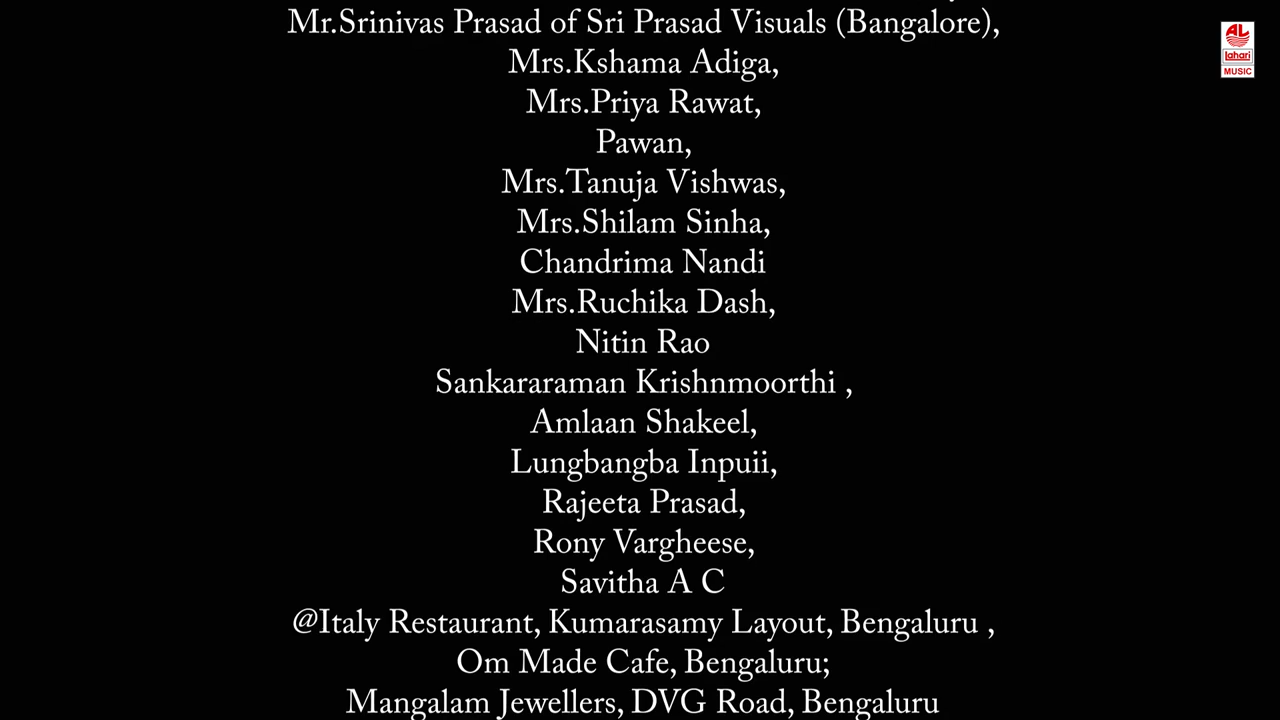 Mr.Srinivas Prasad of Sri Prasad Visuals (Bangalore),
Mrs.Kshama Adiga,
Mrs.Priya Rawat,
Pawan,
Mrs.Tanuja Vishwas,
Mrs.Shilam Sinha,
Chandrima Nandi
Mrs.Ruchika Dash,
Nitin Rao
Sankararaman Krishnmoorthi ,
Amlaan Shakeel,
Lungbangba Inpuii,
Rajeeta Prasad,
Rony Vargheese,
Savitha A C
@Italy Restaurant, Kumarasamy Layout, Bengaluru ,
Om Made Cafe, Bengaluru;
Mangalam Jewellers, DVG Road, Bengaluru
lahari
MUSIC